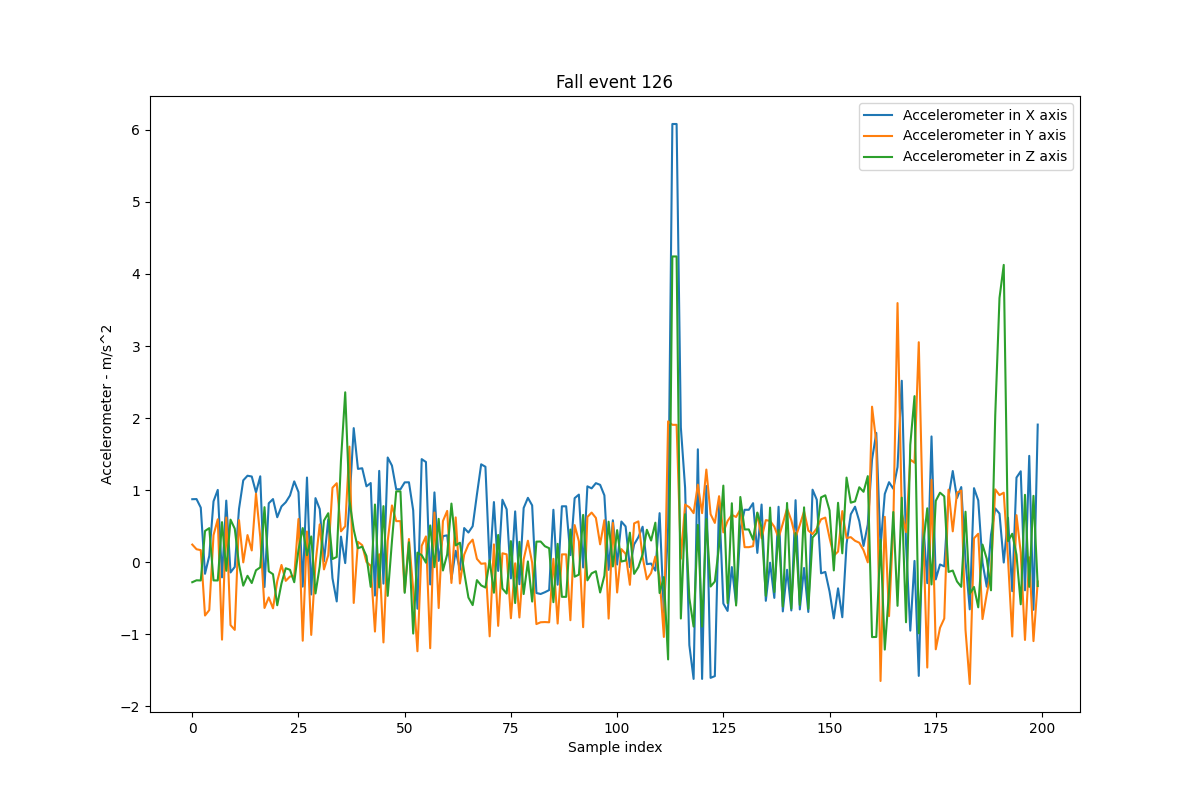 Fall event 126
Accelerometer in X axis
Accelerometer in Y axis
Accelerometer in Z axis
Accelerometer - m/s^2
6
5
4
3
2
1
0
−1
−2
0 25 50 75 100 125 150 175 200
Sample index